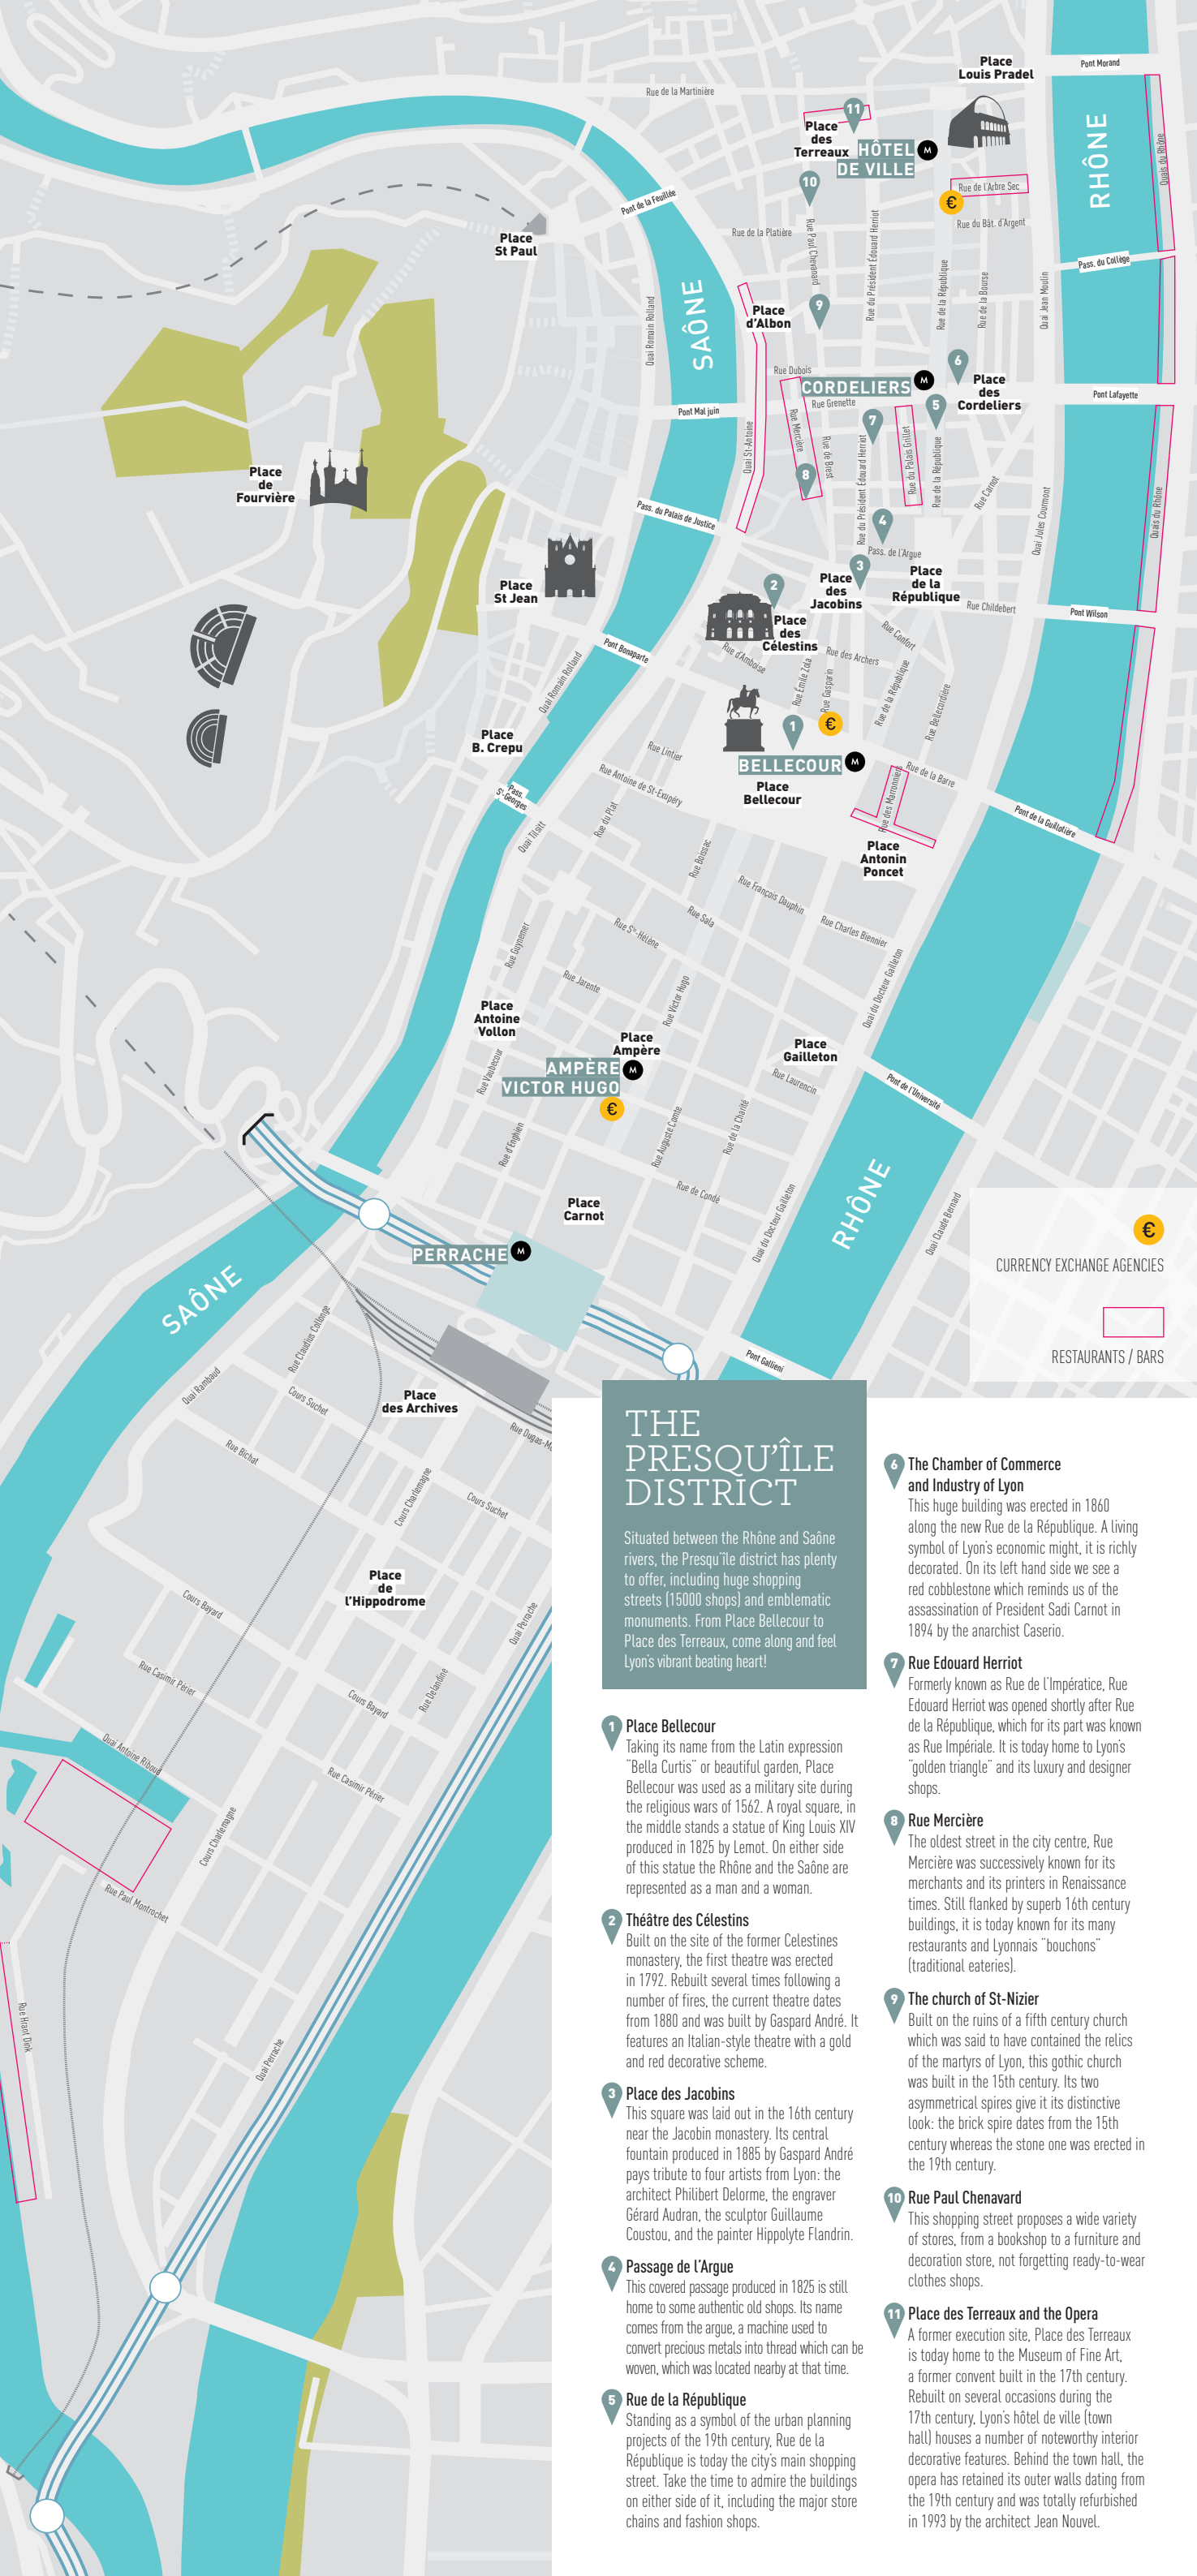 Place
Louis Pradel
Pont Morand
Rue de la Martinière
11
Place
des
Terreaux
HÔTEL
DE VILLE
M
RHÔNE
Quais du Rhône
10
Rue de l'Arbre Sec
€
Pont de la Feuillée
Rue du Bât. d'Argent
Rue de la Platière
Place
St Paul
Rue Paul Chevanard
Rue du Président Édouard Herriot
Pass. du Collège
Rue de la République
Rue de la Bourse
Quai Jean Moulin
SAÔNE
Quai Romain Rolland
9
Place
d'Albon
6
Rue Dubois
CORDELIERS
M
Place
des
Cordeliers
Pont Lafayette
Rue Grenette
5
Pont Mal juin
7
Rue Mercière
Quai St-Antoine
Rue de Brest
Rue du Président Édouard Herriot
Rue du Palais Grillet
Rue de la République
Place
de
Fourvière
8
Rue Carnot
Quai Jules Courmont
Quais du Rhône
Pass. du Palais de Justice
4
Pass. de l'Argue
3
Place
St Jean
2
Place
des
Jacobins
Place
de la
République
Rue Childebert
Pont Wilson
Place
des
Célestins
Rue Confort
Pont Bonaparte
Rue d'Amboise
Rue des Archers
Quai Romain Rolland
Rue Émile Zola
Rue Gasparin
Rue de la République
Rue Bellecordière
1
€
Place
B. Crepu
Rue Lintier
BELLECOUR
M
Rue Antoine de St-Exupéry
Place
Bellecour
Rue de la Barre
Rue des Marronniers
Pass.
St-Georges
Rue du Plat
Pont de la Guillotière
Quai Tilsitt
Place
Antonin
Poncet
Rue Boissac
Rue François Dauphin
Rue Sala
Rue Charles Biennier
Rue Ste-Hélène
Rue Guynemer
Quai du Docteur Gailleton
Rue Jarente
Rue Victor Hugo
Place
Antoine
Vollon
Place
Ampère
Place
Gailleton
AMPÈRE
VICTOR HUGO
M
Rue Vaubecour
Rue Laurencin
Pont de l'Université
€
Rue d'Enghien
Rue Auguste Comte
Rue de la Charité
Rue de Condé
Place
Carnot
Quai du Docteur Gailleton
RHÔNE
Quai Claude Bernard
€
CURRENCY EXCHANGE AGENCIES
PERRACHE
M
SAÔNE
RESTAURANTS / BARS
Rue Claudius Collonge
Pont Gallieni
Quai Rambaud
Cours Suchet
Place
des Archives
Rue Dugas-M
Rue Bichat
Cours Charlemagne
Cours Suchet
Place
de
l'Hippodrome
Cours Bayard
Quai Perrache
Rue Casimir Périer
Cours Bayard
Rue Delandine
Quai Antoine Riboud
Rue Casimir Périer
Cours Charlemagne
Rue Paul Montrochet
Rue Hrant Dink
Quai Perrache
THE
PRESQU'ÎLE
DISTRICT
Situated between the Rhône and Saône
rivers, the Presqu'île district has plenty
to offer, including huge shopping
streets (15000 shops) and emblematic
monuments. From Place Bellecour to
Place des Terreaux, come along and feel
Lyon's vibrant beating heart!
1 Place Bellecour
Taking its name from the Latin expression
"Bella Curtis" or beautiful garden, Place
Bellecour was used as a military site during
the religious wars of 1562. A royal square, in
the middle stands a statue of King Louis XIV
produced in 1825 by Lemot. On either side
of this statue the Rhône and the Saône are
represented as a man and a woman.
2 Théâtre des Célestins
Built on the site of the former Celestines
monastery, the first theatre was erected
in 1792. Rebuilt several times following a
number of fires, the current theatre dates
from 1880 and was built by Gaspard André. It
features an Italian-style theatre with a gold
and red decorative scheme.
3 Place des Jacobins
This square was laid out in the 16th century
near the Jacobin monastery. Its central
fountain produced in 1885 by Gaspard André
pays tribute to four artists from Lyon: the
architect Philibert Delorme, the engraver
Gérard Audran, the sculptor Guillaume
Coustou, and the painter Hippolyte Flandrin.
4 Passage de l'Argue
This covered passage produced in 1825 is still
home to some authentic old shops. Its name
comes from the argue, a machine used to
convert precious metals into thread which can be
woven, which was located nearby at that time.
5 Rue de la République
Standing as a symbol of the urban planning
projects of the 19th century, Rue de la
République is today the city's main shopping
street. Take the time to admire the buildings
on either side of it, including the major store
chains and fashion shops.
6 The Chamber of Commerce
and Industry of Lyon
This huge building was erected in 1860
along the new Rue de la République. A living
symbol of Lyon's economic might, it is richly
decorated. On its left hand side we see a
red cobblestone which reminds us of the
assassination of President Sadi Carnot in
1894 by the anarchist Caserio.
7 Rue Edouard Herriot
Formerly known as Rue de l'Impératice, Rue
Edouard Herriot was opened shortly after Rue
de la République, which for its part was known
as Rue Impériale. It is today home to Lyon's
"golden triangle" and its luxury and designer
shops.
8 Rue Mercière
The oldest street in the city centre, Rue
Mercière was successively known for its
merchants and its printers in Renaissance
times. Still flanked by superb 16th century
buildings, it is today known for its many
restaurants and Lyonnais "bouchons"
(traditional eateries).
9 The church of St-Nizier
Built on the ruins of a fifth century church
which was said to have contained the relics
of the martyrs of Lyon, this gothic church
was built in the 15th century. Its two
asymmetrical spires give it its distinctive
look: the brick spire dates from the 15th
century whereas the stone one was erected in
the 19th century.
10 Rue Paul Chenavard
This shopping street proposes a wide variety
of stores, from a bookshop to a furniture and
decoration store, not forgetting ready-to-wear
clothes shops.
11 Place des Terreaux and the Opera
A former execution site, Place des Terreaux
is today home to the Museum of Fine Art,
a former convent built in the 17th century.
Rebuilt on several occasions during the
17th century, Lyon's hôtel de ville (town
hall) houses a number of noteworthy interior
decorative features. Behind the town hall, the
opera has retained its outer walls dating from
the 19th century and was totally refurbished
in 1993 by the architect Jean Nouvel.